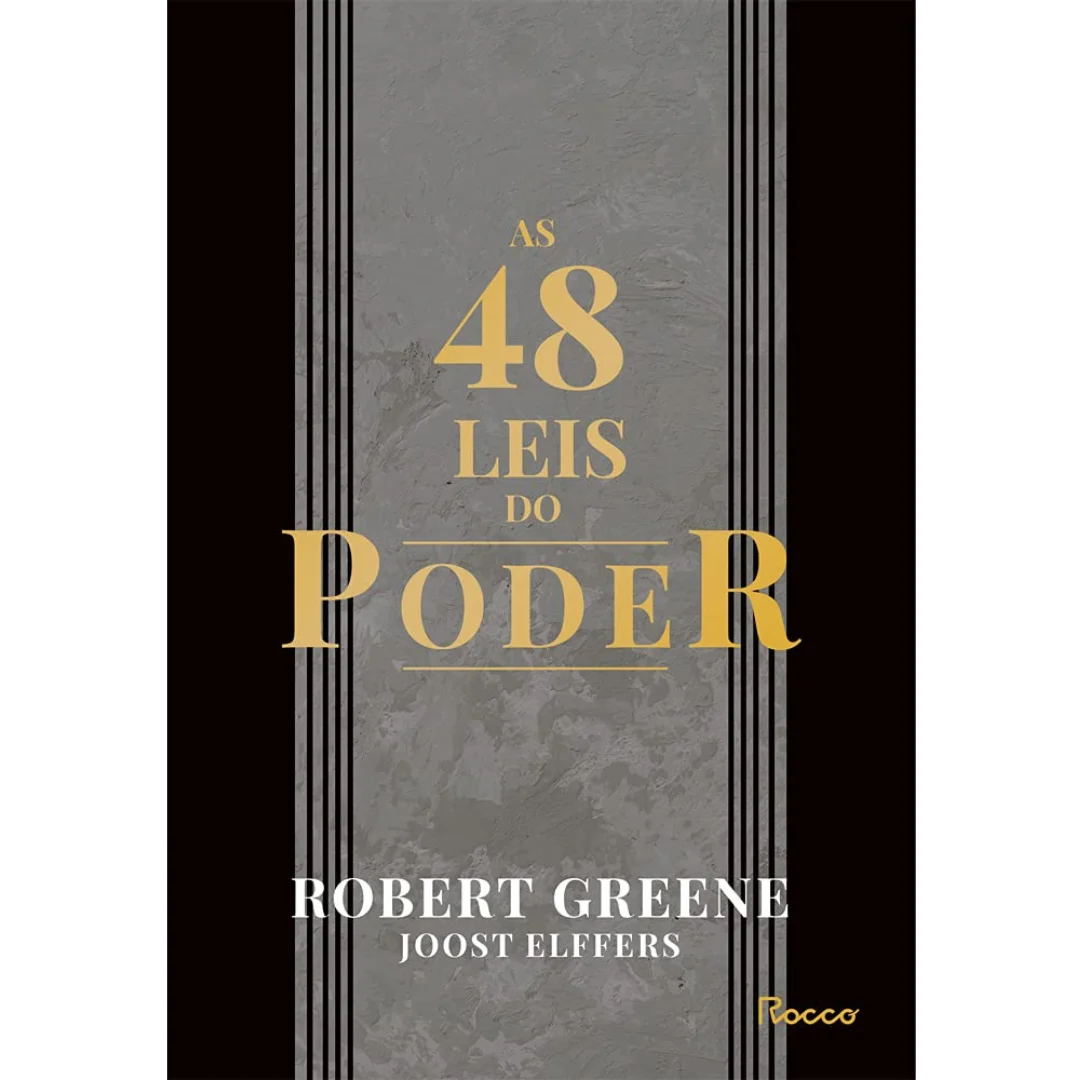 AS
48
LEIS
DO
PODER
ROBERT GREENE
JOOST ELFFERS
Rocco